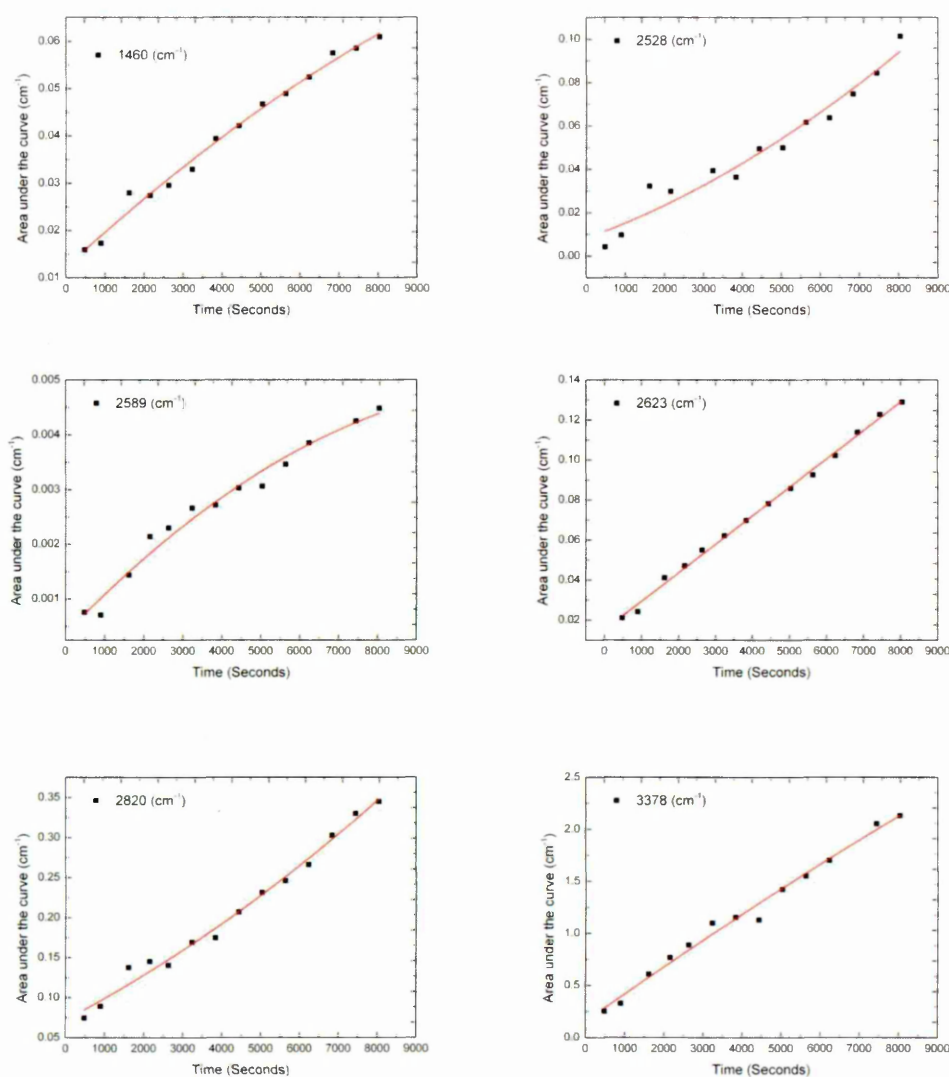 1460 (cm⁻¹)
Area under the curve (cm⁻¹)
0.06
0.05
0.04
0.03
0.02
0.01
0 1000 2000 3000 4000 5000 6000 7000 8000 9000
Time (Seconds)
2528 (cm⁻¹)
Area under the curve (cm⁻¹)
0.10
0.08
0.06
0.04
0.02
0.00
0 1000 2000 3000 4000 5000 6000 7000 8000 9000
Time (Seconds)
2589 (cm⁻¹)
Area under the curve (cm⁻¹)
0.005
0.004
0.003
0.002
0.001
0 1000 2000 3000 4000 5000 6000 7000 8000 9000
Time (Seconds)
2623 (cm⁻¹)
Area under the curve (cm⁻¹)
0.14
0.12
0.10
0.08
0.06
0.04
0.02
0 1000 2000 3000 4000 5000 6000 7000 8000 9000
Time (Seconds)
2820 (cm⁻¹)
Area under the curve (cm⁻¹)
0.35
0.30
0.25
0.20
0.15
0.10
0.05
0 1000 2000 3000 4000 5000 6000 7000 8000 9000
Time (Seconds)
3378 (cm⁻¹)
Area under the curve (cm⁻¹)
2.5
2.0
1.5
1.0
0.5
0.0
0 1000 2000 3000 4000 5000 6000 7000 8000 9000
Time (Seconds)